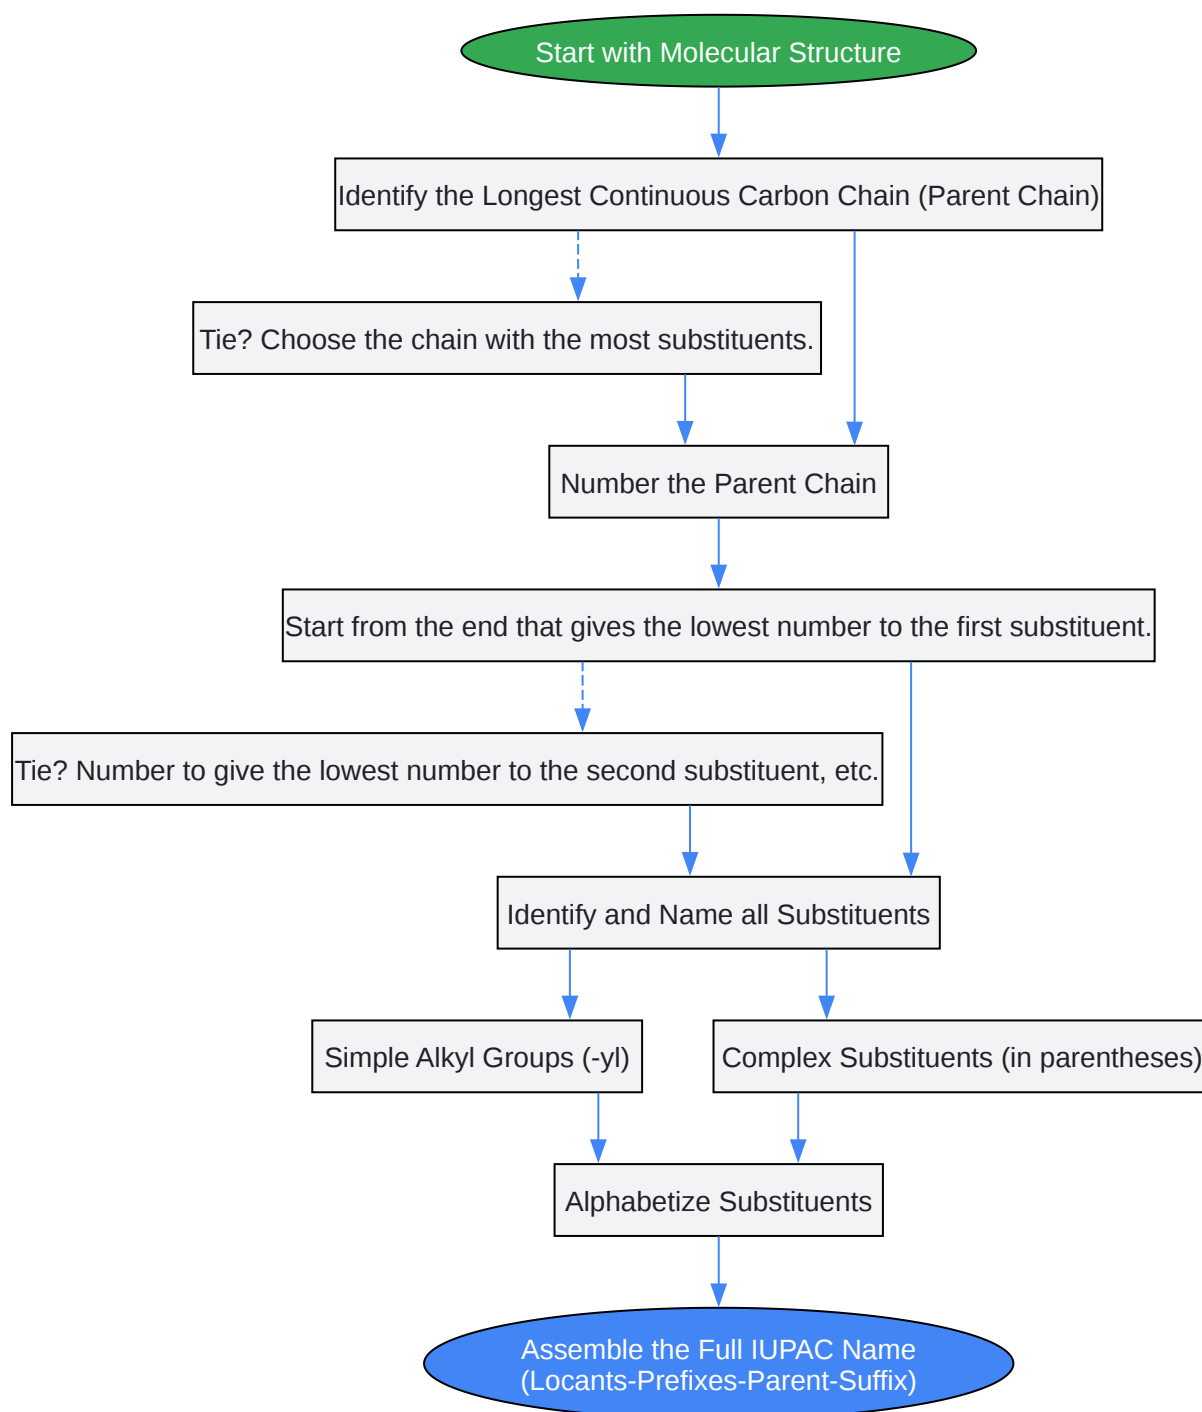 Start with Molecular Structure
Identify the Longest Continuous Carbon Chain (Parent Chain)
Tie? Choose the chain with the most substituents.
Number the Parent Chain
Start from the end that gives the lowest number to the first substituent.
Tie? Number to give the lowest number to the second substituent, etc.
Identify and Name all Substituents
Simple Alkyl Groups (-yl)
Complex Substituents (in parentheses)
Alphabetize Substituents
Assemble the Full IUPAC Name
(Locants-Prefixes-Parent-Suffix)